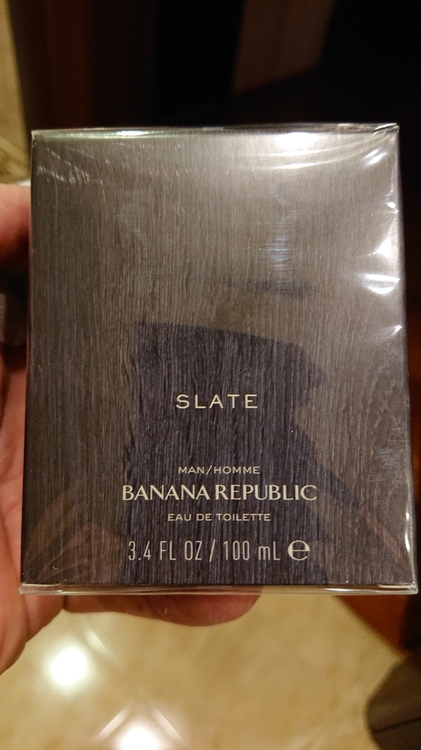 SLATE
MAN/HOMME
BANANA REPUBLIC
EAU DE TOILETTE
3.4 FL OZ / 100 mL ℮